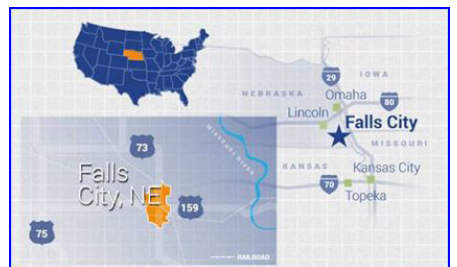 29
IOWA
NEBRASKA
Omaha
80
Lincoln
Falls City
MISSOURI
KANSAS
Kansas City
70
Topeka
MISSOURI RIVER
73
Falls
City, NE
159
75
RAILROAD